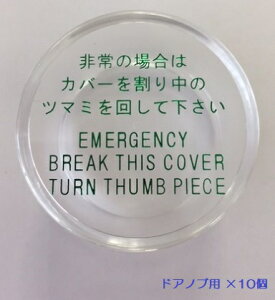 非常の場合は
カバーを割り中の
ツマミを回して下さい
EMERGENCY
BREAK THIS COVER
TURN THUMB PIECE
ドアノブ用 ×10個